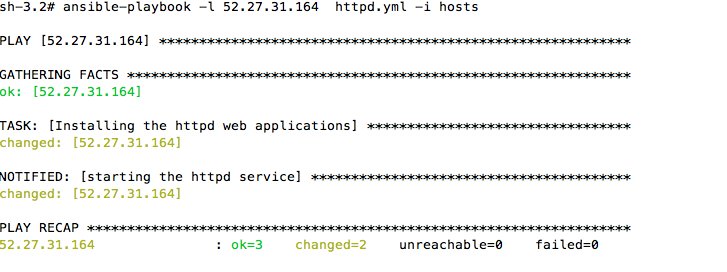 sh-3.2# ansible-playbook -l 52.27.31.164  httpd.yml -i hosts
PLAY [52.27.31.164] ***********************************************************
GATHERING FACTS ***************************************************************
ok: [52.27.31.164]
TASK: [Installing the httpd web applications] *********************************
changed: [52.27.31.164]
NOTIFIED: [starting the httpd service] ****************************************
changed: [52.27.31.164]
PLAY RECAP ********************************************************************
52.27.31.164               : ok=3    changed=2    unreachable=0    failed=0